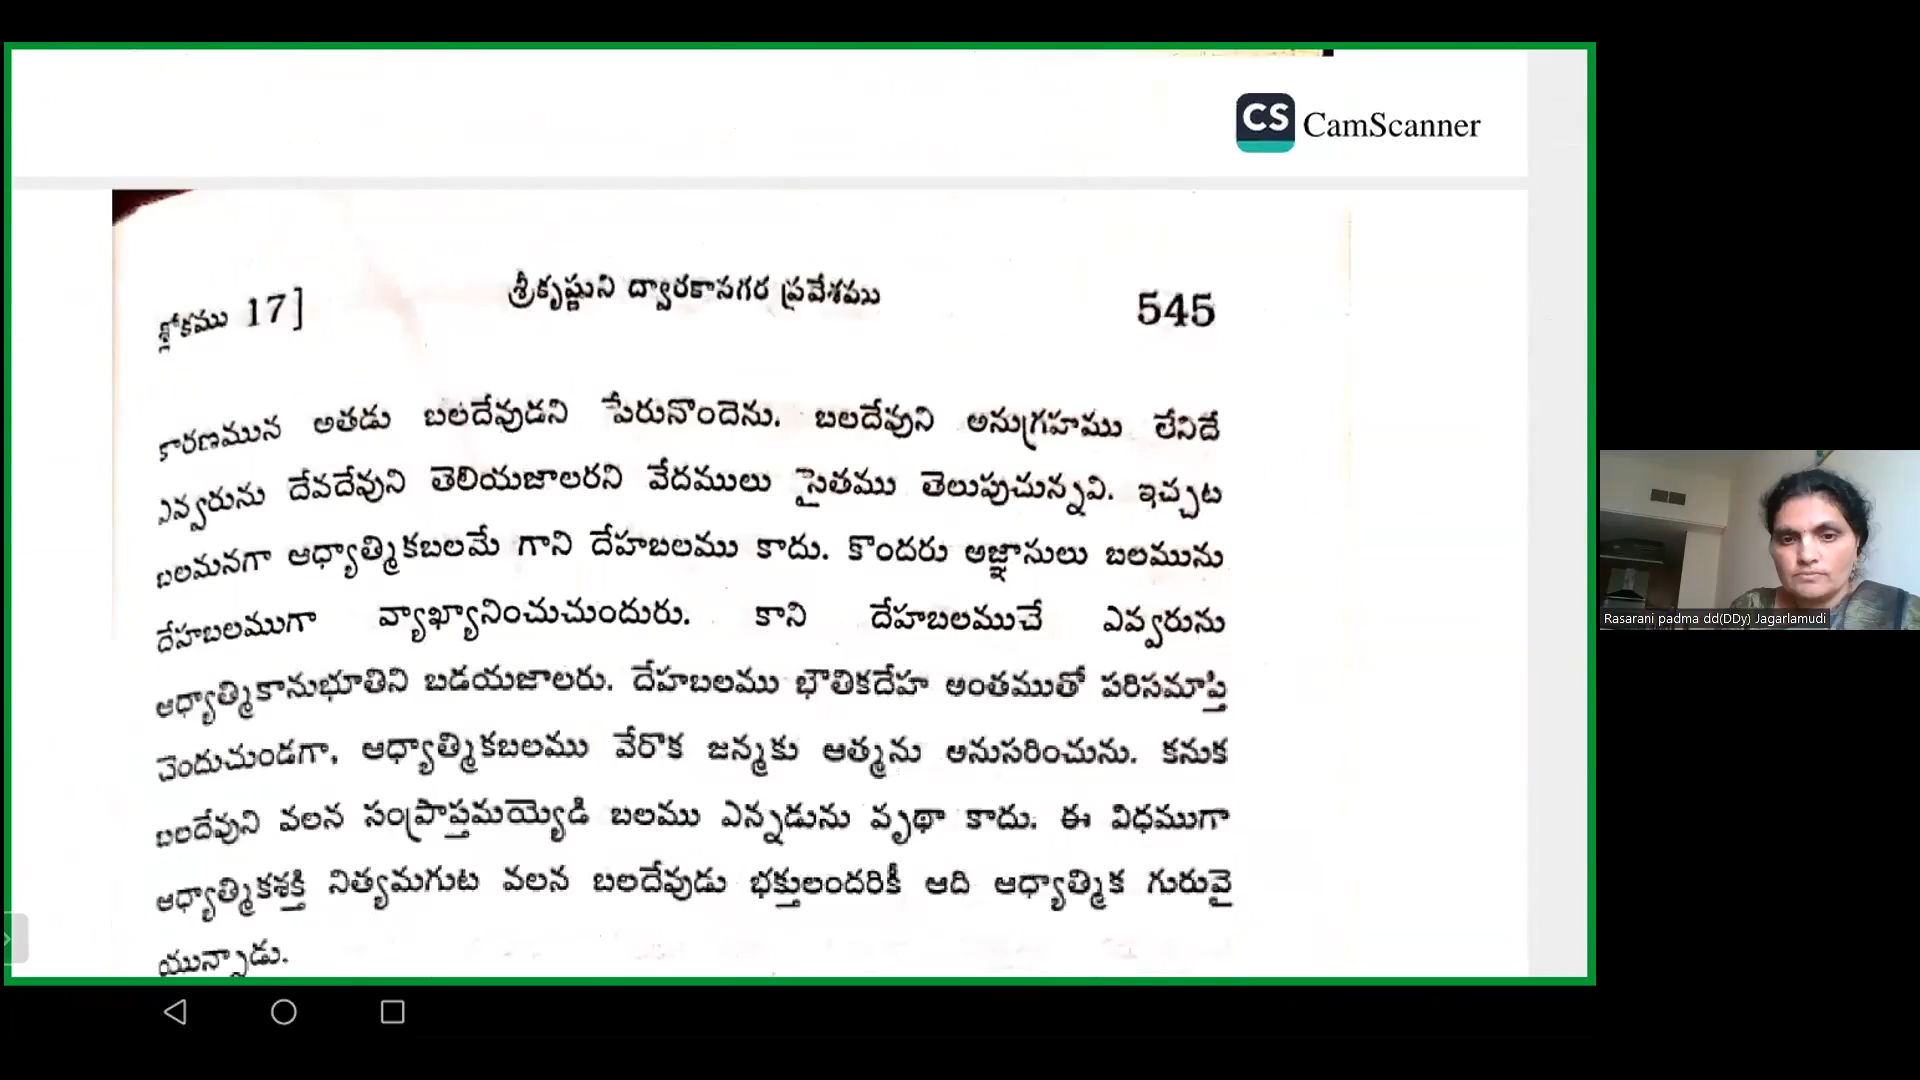 CS CamScanner
శ్లోకము 17] శ్రీకృష్ణుని ద్వారకానగర ప్రవేశము 545
కారణమున అతడు బలదేవుడని పేరునొందెను. బలదేవుని అనుగ్రహము లేనిదే
ఎవ్వరును దేవదేవుని తెలియజాలరని వేదములు సైతము తెలుపుచున్నవి. ఇచ్చట
బలమనగా ఆధ్యాత్మికబలమే గాని దేహబలము కాదు. కొందరు అజ్ఞానులు బలమును
దేహబలముగా వ్యాఖ్యానించుచుందురు. కాని దేహబలముచే ఎవ్వరును
ఆధ్యాత్మికానుభూతిని బడయజాలరు. దేహబలము భౌతికదేహ అంతముతో పరిసమాప్తి
చెందుచుండగా, ఆధ్యాత్మికబలము వేరొక జన్మకు ఆత్మను అనుసరించును. కనుక
బలదేవుని వలన సంప్రాప్తమయ్యెడి బలము ఎన్నడును వృథా కాదు. ఈ విధముగా
ఆధ్యాత్మికశక్తి నిత్యమగుట వలన బలదేవుడు భక్తులందరికీ ఆది ఆధ్యాత్మిక గురువై
యున్నాడు.
Rasarani padma dd(DDy) Jagarlamudi